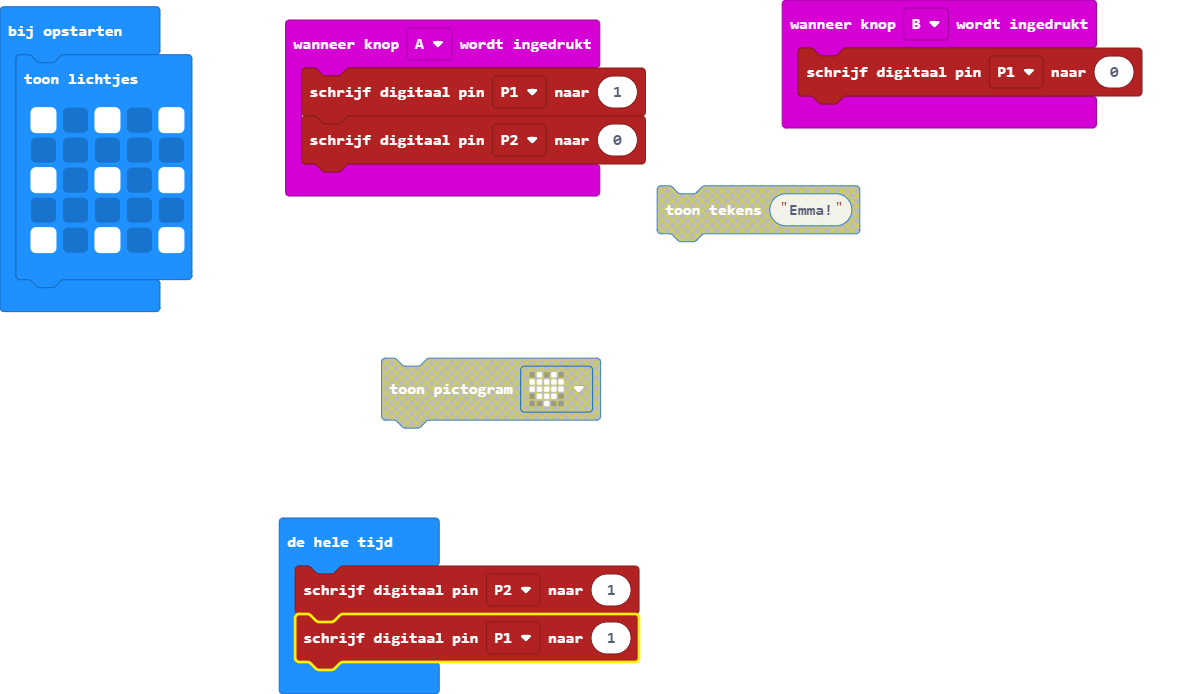 bij opstarten
toon lichtjes
wanneer knop A wordt ingedrukt
schrijf digitaal pin P1 naar 1
schrijf digitaal pin P2 naar 0
wanneer knop B wordt ingedrukt
schrijf digitaal pin P1 naar 0
toon tekens "Emma!"
toon pictogram
de hele tijd
schrijf digitaal pin P2 naar 1
schrijf digitaal pin P1 naar 1